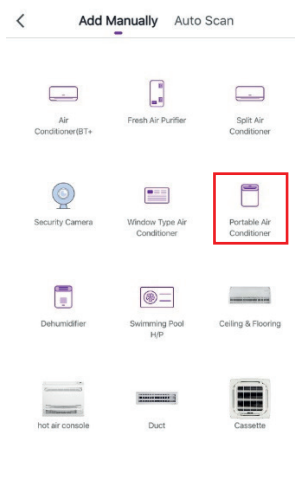 Add Manually Auto Scan
Air Fresh Air Purifier Split Air
Conditioner(BT+ Conditioner
Security Camera Window Type Air Portable Air
Conditioner Conditioner
Dehumidifier Swimming Pool Ceiling & Flooring
H/P
hot air console Duct Cassette